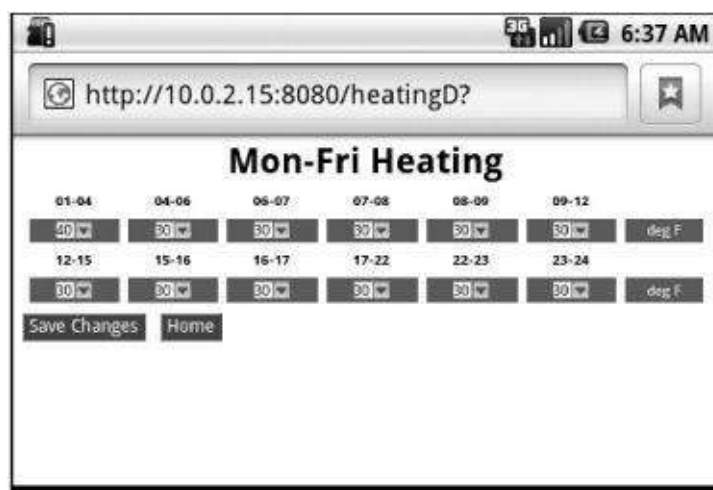 3G 6:37 AM
http://10.0.2.15:8080/heatingD?
Mon-Fri Heating
01-04 04-06 06-07 07-08 08-09 09-12
40 30 30 30 30 30 deg F
12-15 15-16 16-17 17-22 22-23 23-24
30 30 30 30 30 30 deg F
Save Changes Home